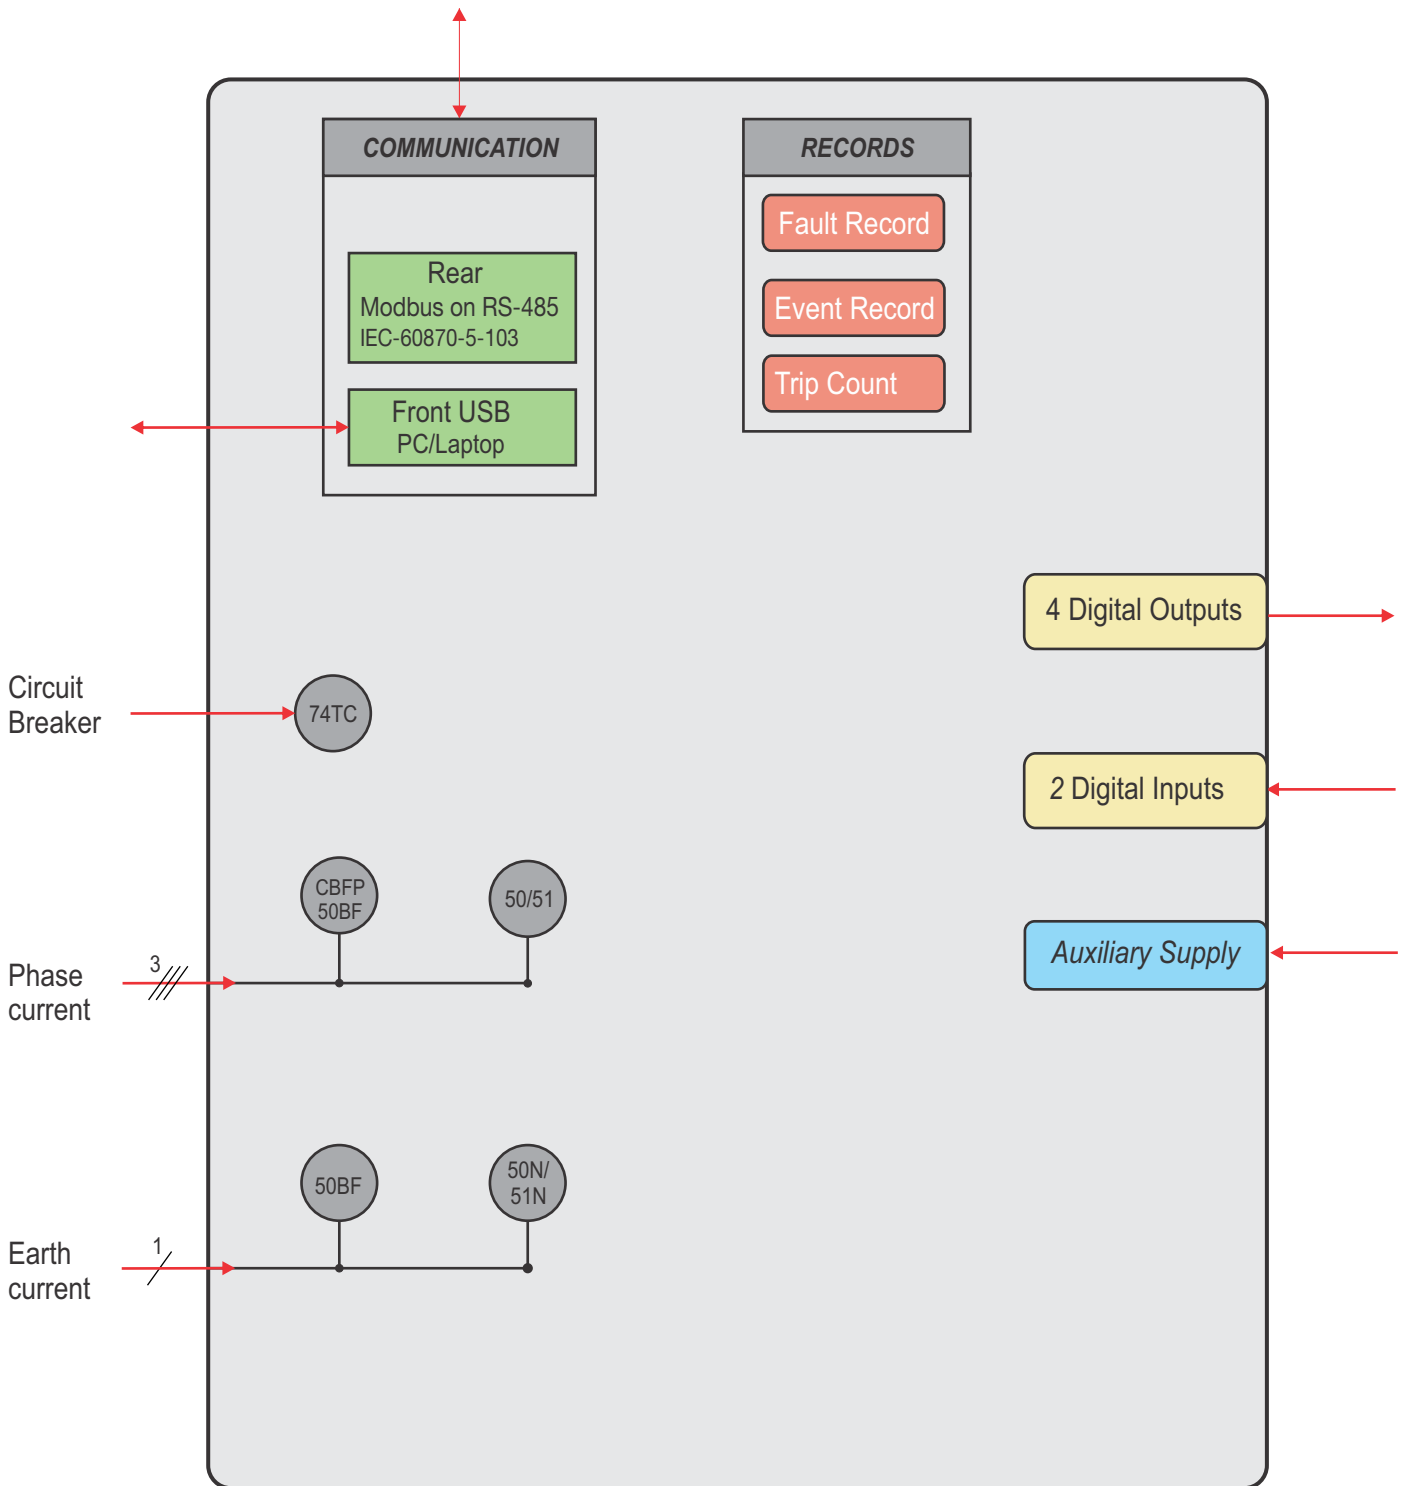 COMMUNICATION
RECORDS
Fault Record
Rear
Modbus on RS-485
IEC-60870-5-103
Event Record
Trip Count
Front USB
PC/Laptop
4 Digital Outputs
Circuit
Breaker
74TC
2 Digital Inputs
CBFP
50BF
50/51
Auxiliary Supply
3
Phase
current
50BF
50N/
51N
1
Earth
current